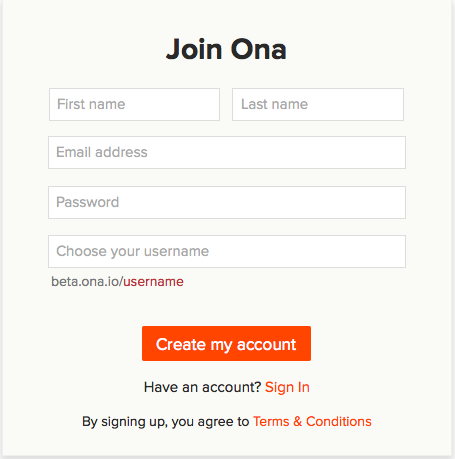 Join Ona
First name Last name
Email address
Password
Choose your username
beta.ona.io/username
Create my account
Have an account? Sign In
By signing up, you agree to Terms & Conditions